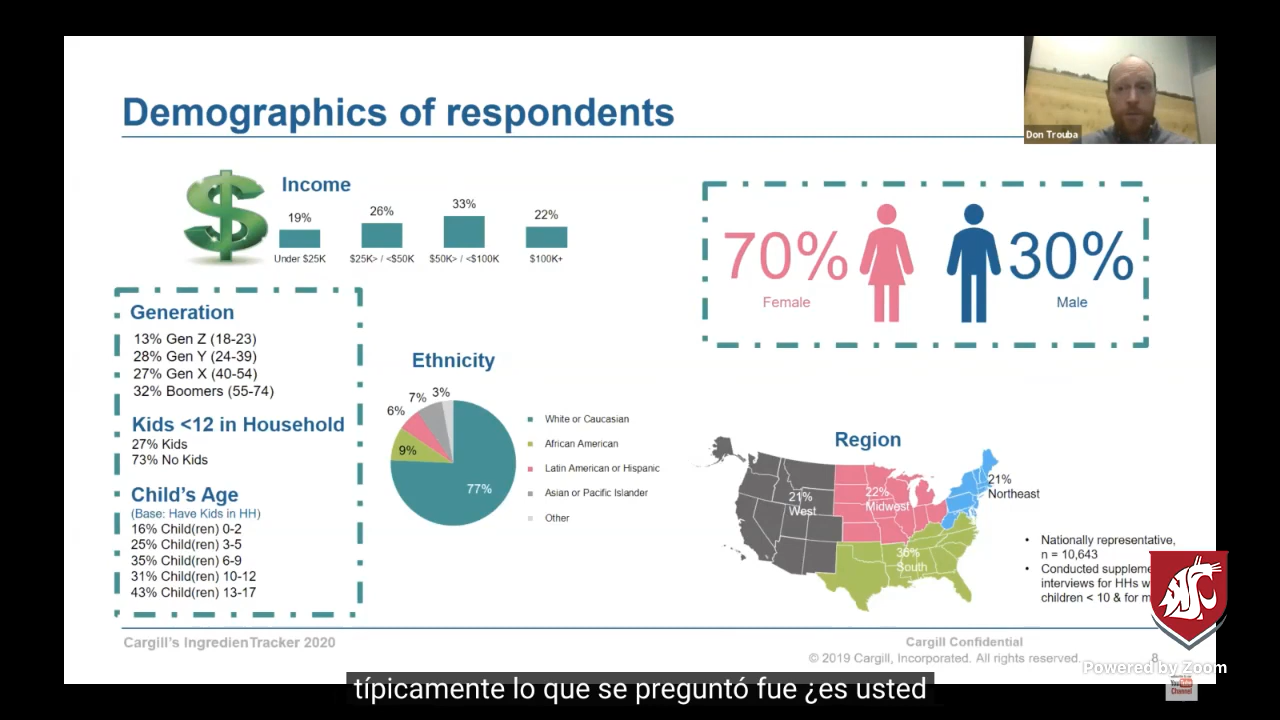 Demographics of respondents
Don Trouba
Income
19%
26%
33%
22%
Under $25K
$25K> / <$50K
$50K> / <$100K
$100K+
70%
Female
30%
Male
Generation
13% Gen Z (18-23)
28% Gen Y (24-39)
27% Gen X (40-54)
32% Boomers (55-74)
Kids <12 in Household
27% Kids
73% No Kids
Child's Age
(Base: Have Kids in HH)
16% Child(ren) 0-2
25% Child(ren) 3-5
35% Child(ren) 6-9
31% Child(ren) 10-12
43% Child(ren) 13-17
Ethnicity
3%
7%
6%
9%
77%
White or Caucasian
African American
Latin American or Hispanic
Asian or Pacific Islander
Other
Region
21%
West
22%
Midwest
21%
Northeast
36%
South
• Nationally representative,
n = 10,643
• Conducted
interviews for HHs
children < 10 & for
Cargill's IngredienTracker 2020
Cargill Confidential
© 2019 Cargill, Incorporated. All rights reserved.
8
Powered by Zoom
YouTube
Channel
típicamente lo que se preguntó fue ¿es usted